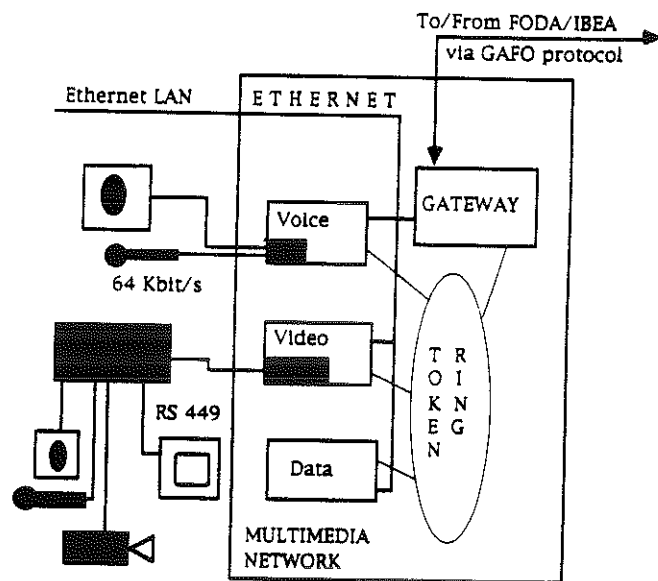 To/From FODA/IBEA
via GAFO protocol
Ethernet LAN
ETHERNET
Voice
GATEWAY
64 Kbit/s
Video
TOKEN
RING
RS 449
Data
MULTIMEDIA
NETWORK